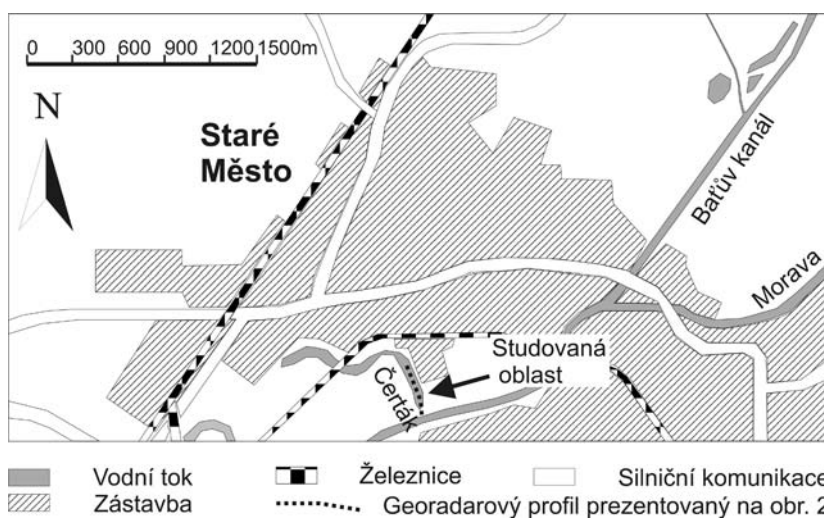 0 300 600 900 1200 1500m
N
Staré
Město
Baťův kanál
Morava
Studovaná
oblast
Čerták
Vodní tok
Železnice
Silniční komunikace
Zástavba
Georadarový profil prezentovaný na obr. 2